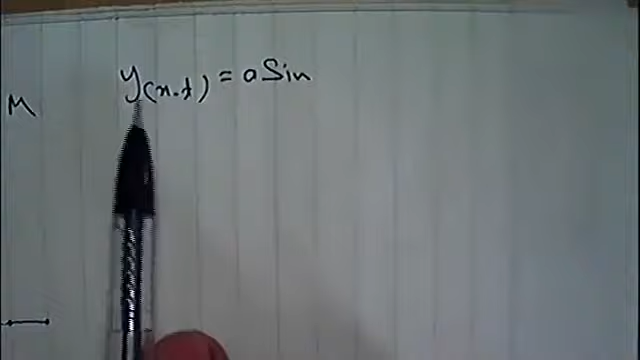 M
y(x.t) = a Sin